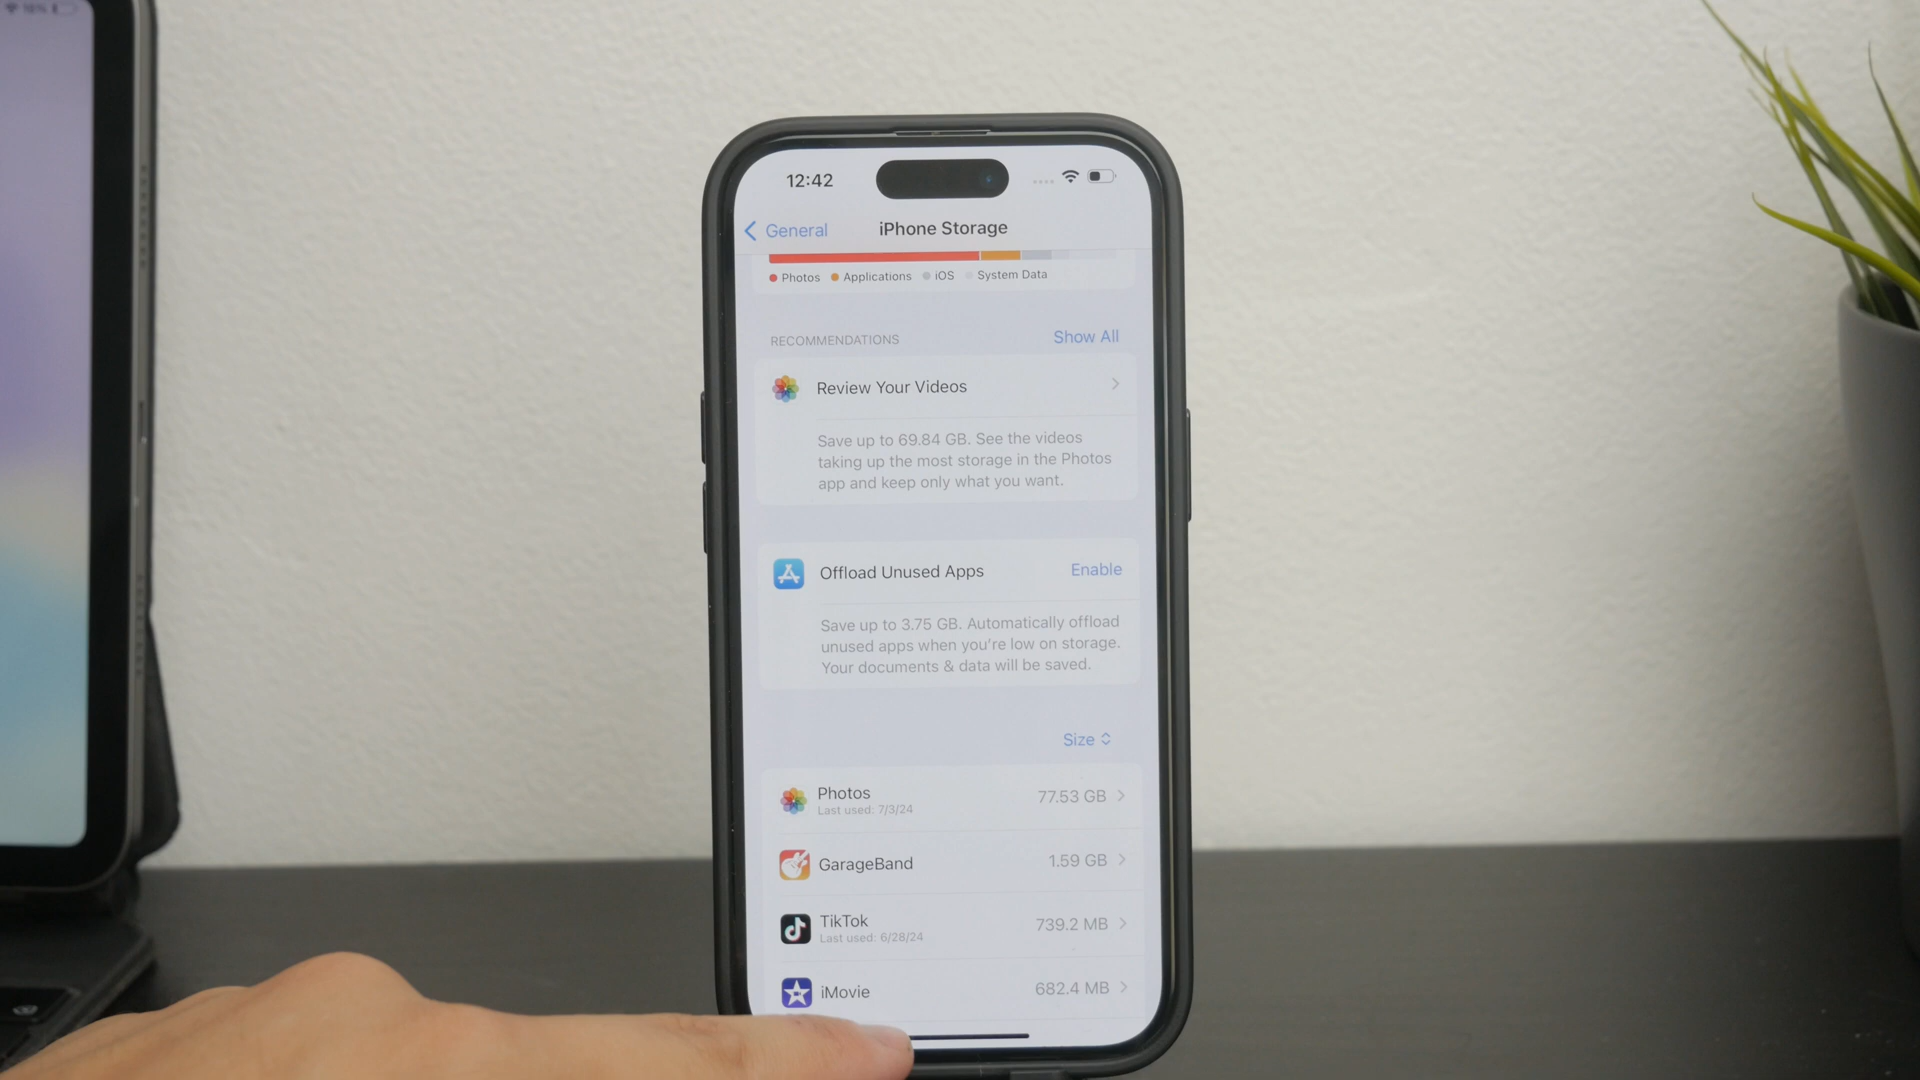 16%
12:42
General
iPhone Storage
Photos Applications iOS System Data
RECOMMENDATIONS
Show All
Review Your Videos
Save up to 69.84 GB. See the videos
taking up the most storage in the Photos
app and keep only what you want.
Offload Unused Apps
Enable
Save up to 3.75 GB. Automatically offload
unused apps when you're low on storage.
Your documents & data will be saved.
Size
Photos
77.53 GB
Last used: 7/3/24
GarageBand
1.59 GB
TikTok
739.2 MB
Last used: 6/28/24
iMovie
682.4 MB